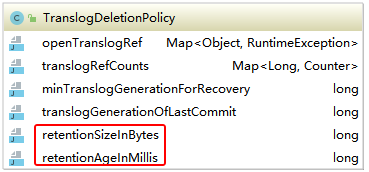 C TranslogDeletionPolicy
openTranslogRef Map<Object, RuntimeException>
translogRefCounts Map<Long, Counter>
minTranslogGenerationForRecovery long
translogGenerationOfLastCommit long
retentionSizeInBytes long
retentionAgeInMillis long